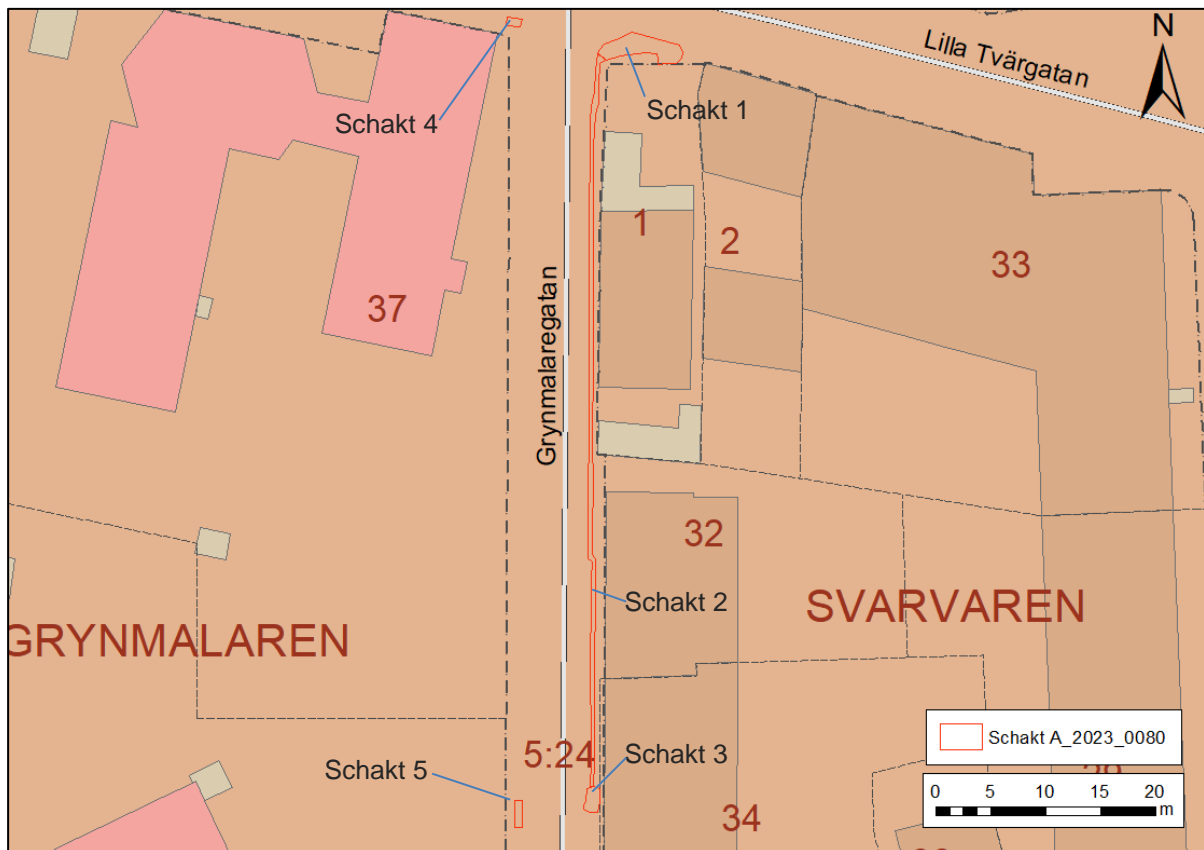 Lilla Tvärgatan
N
Schakt 4
Schakt 1
1
2
33
37
Grynmalaregatan
32
Schakt 2
SVARVAREN
GRYNMALAREN
5:24
Schakt 3
Schakt 5
34
Schakt A_2023_0080
0 5 10 15 20
m